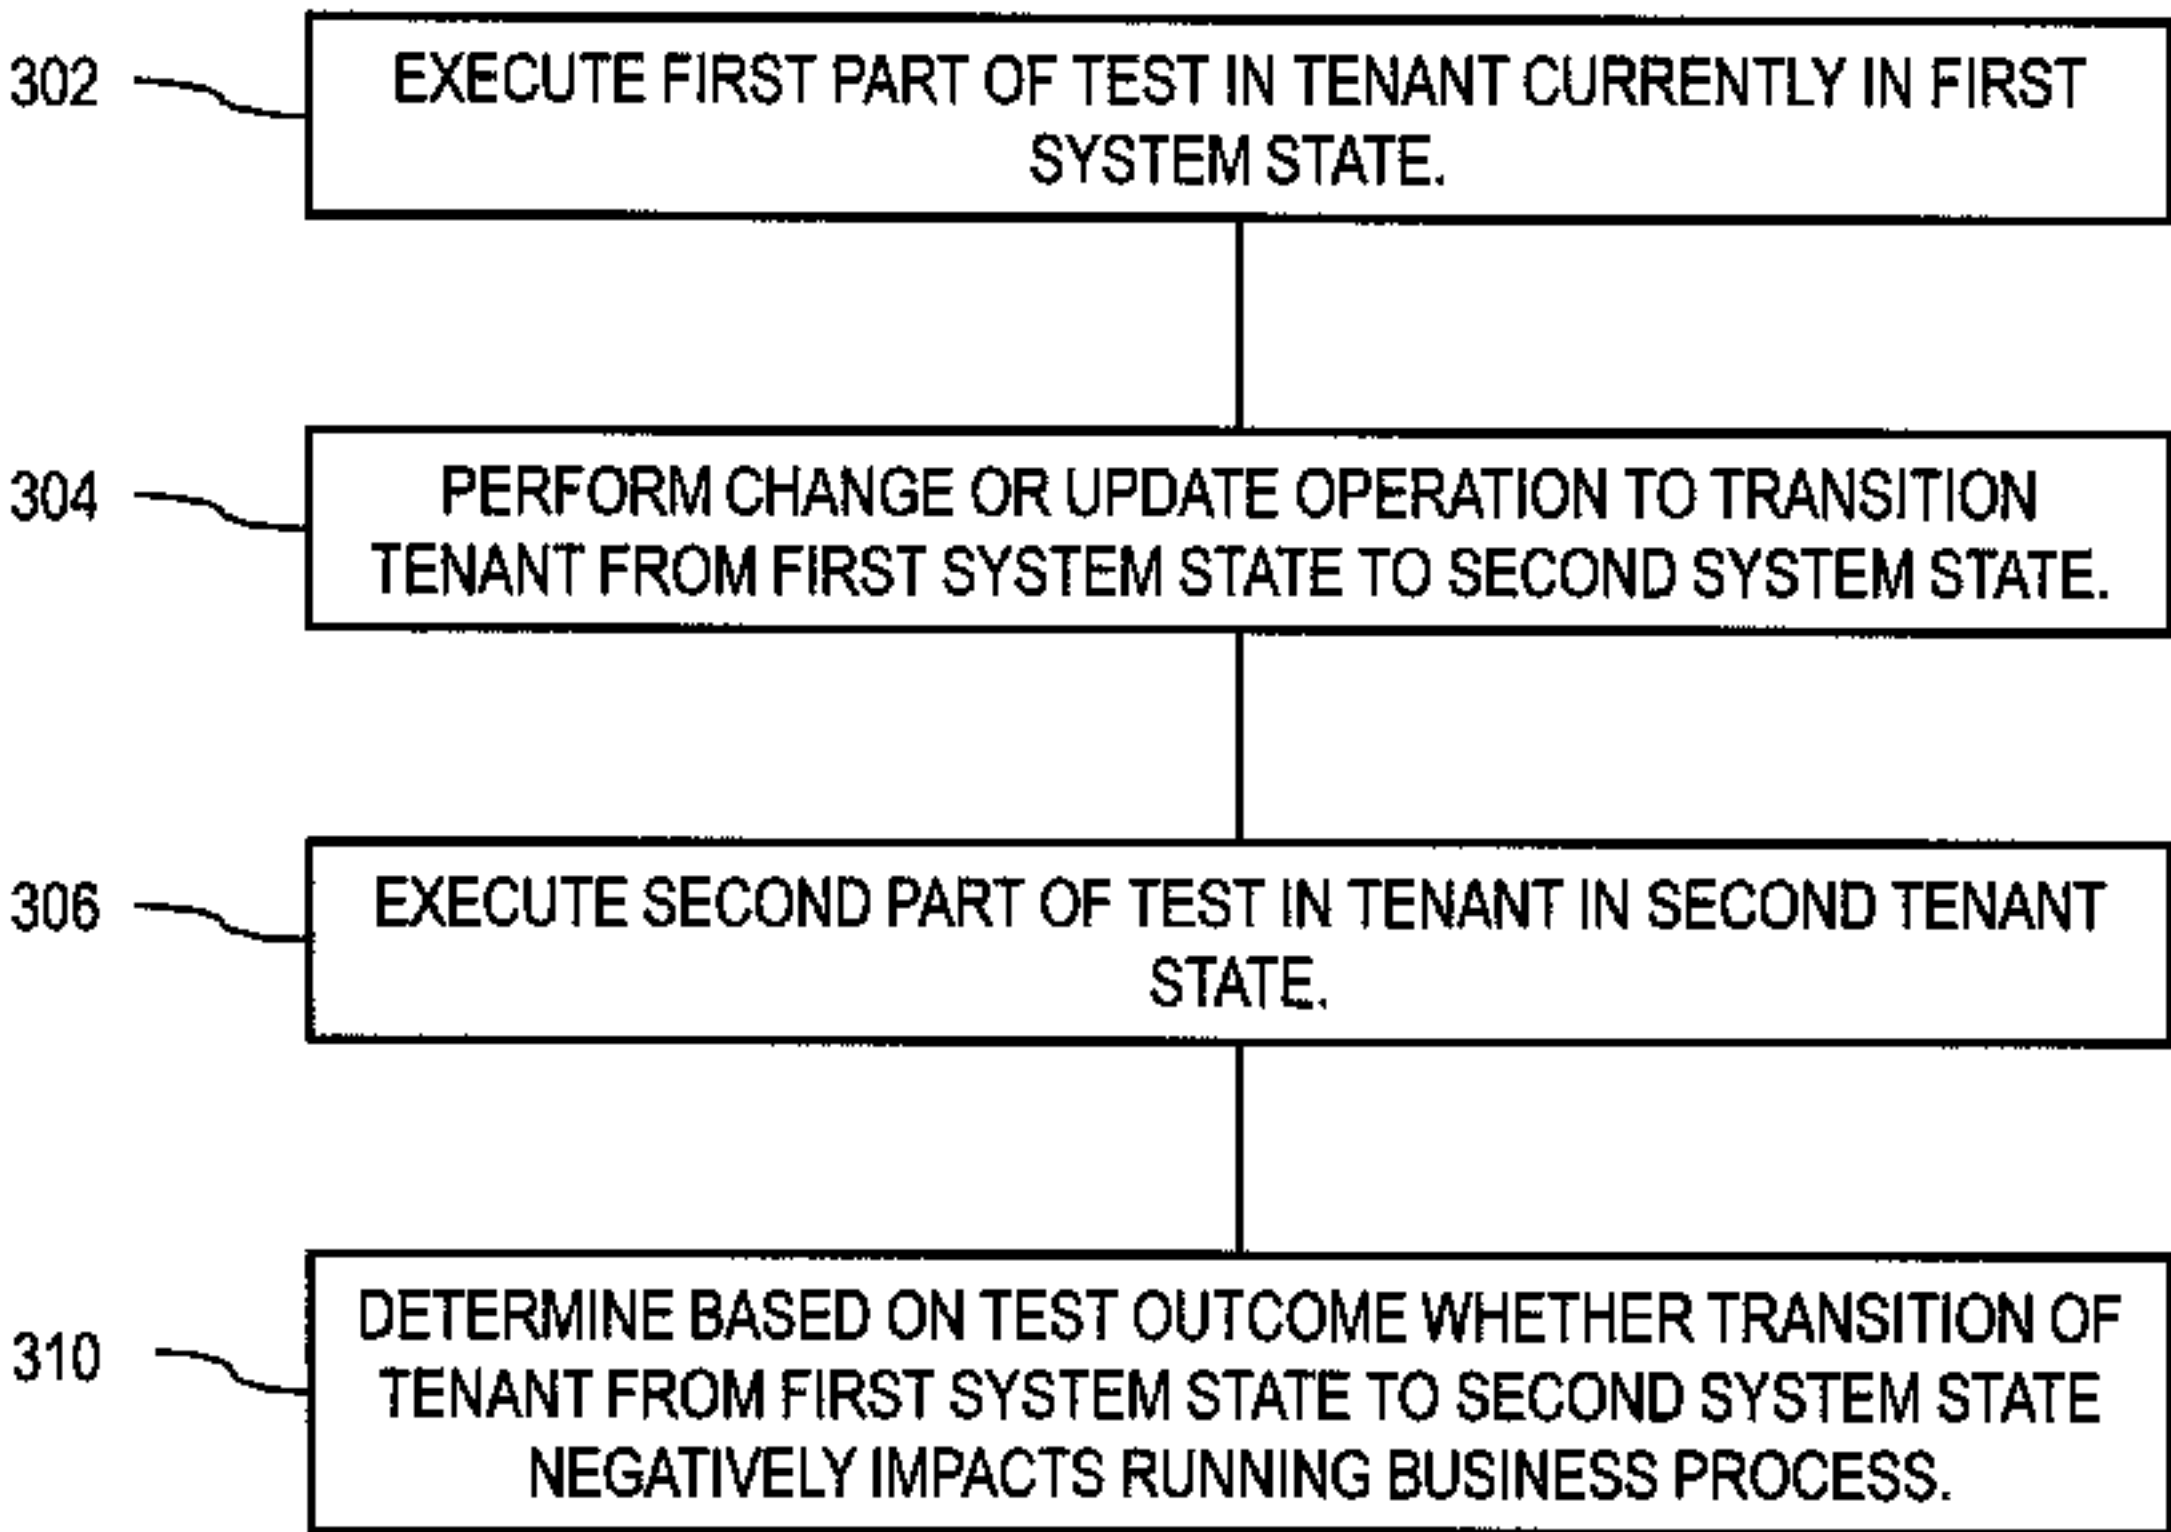 302
EXECUTE FIRST PART OF TEST IN TENANT CURRENTLY IN FIRST
SYSTEM STATE.
304
PERFORM CHANGE OR UPDATE OPERATION TO TRANSITION
TENANT FROM FIRST SYSTEM STATE TO SECOND SYSTEM STATE.
306
EXECUTE SECOND PART OF TEST IN TENANT IN SECOND TENANT
STATE.
310
DETERMINE BASED ON TEST OUTCOME WHETHER TRANSITION OF
TENANT FROM FIRST SYSTEM STATE TO SECOND SYSTEM STATE
NEGATIVELY IMPACTS RUNNING BUSINESS PROCESS.